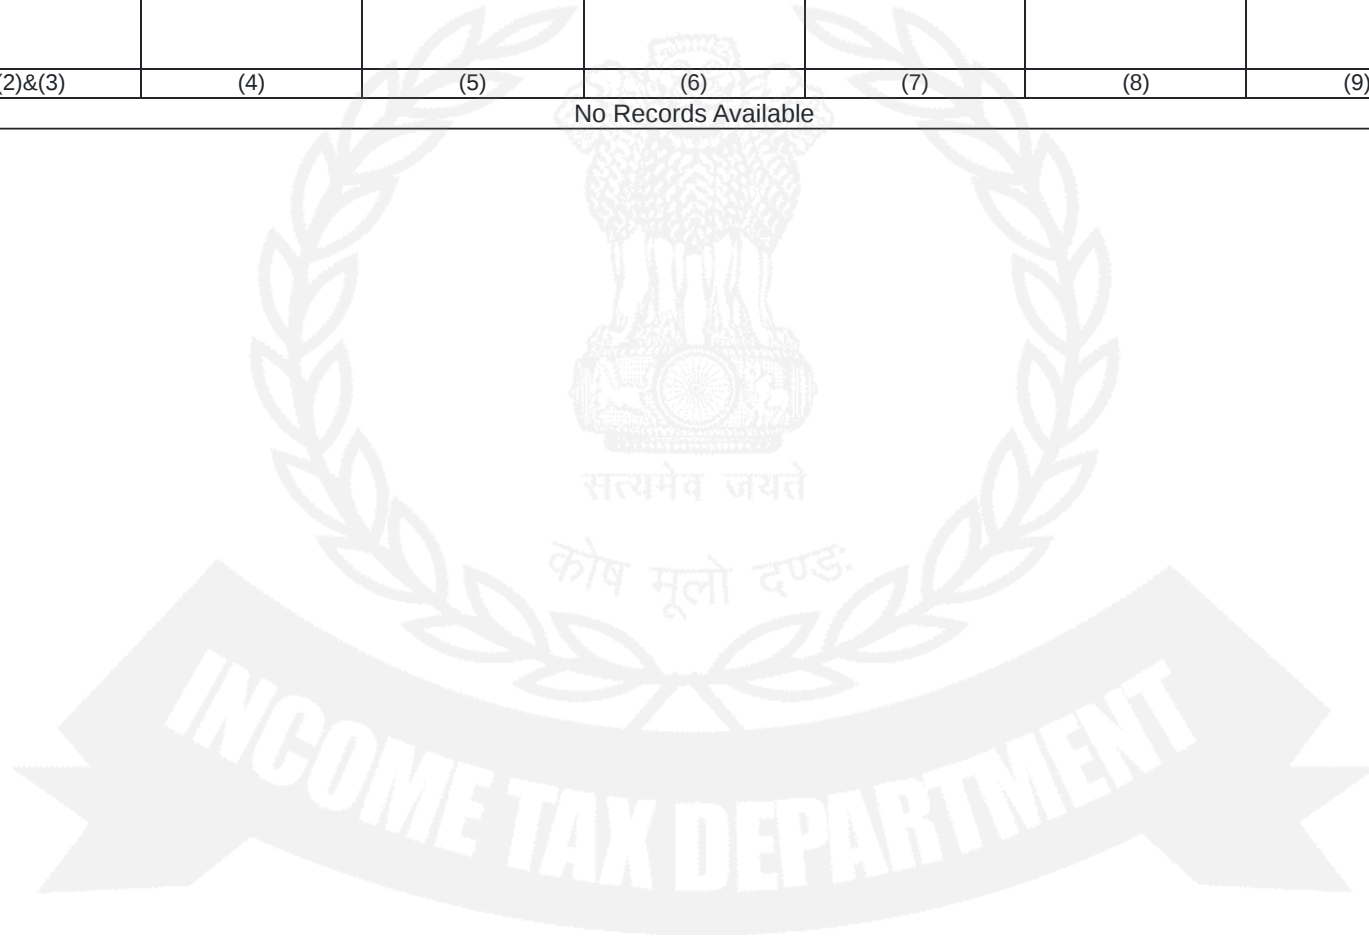 (2)&(3) (4) (5) (6) (7) (8) (9)
No Records Available
सत्यमेव जयते
कोष मूलो दण्डः
INCOME TAX DEPARTMENT